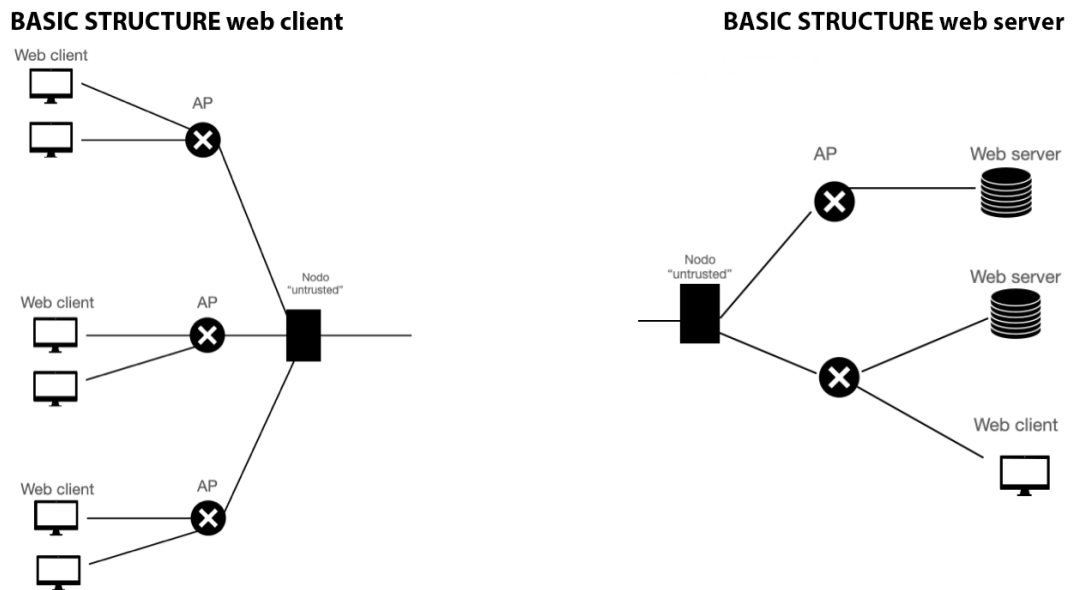 BASIC STRUCTURE web client
Web client
AP
Nodo
“untrusted”
Web client
AP
Web client
AP
BASIC STRUCTURE web server
AP
Web server
Nodo
“untrusted”
Web server
Web client